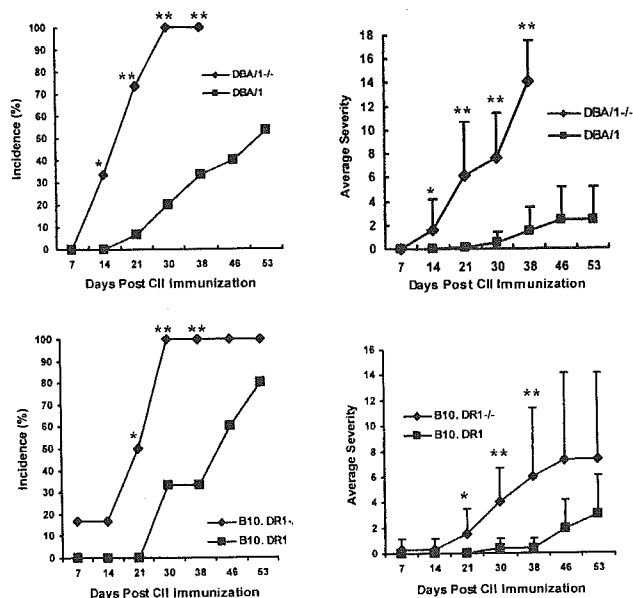 Incidence (%)
100
90
80
70
60
50
40
30
20
10
0
*
**
**
**
DBA/1-/-
DBA/1
7 14 21 30 38 46 53
Days Post CII Immunization
Average Severity
18
16
14
12
10
8
6
4
2
0
*
**
**
**
DBA/1-/-
DBA/1
7 14 21 30 38 46 53
Days Post CII Immunization
Incidence (%)
100
90
80
70
60
50
40
30
20
10
0
*
**
**
B10. DR1-/
B10. DR1
7 14 21 30 38 46 53
Days Post CII Immunization
Average Severity
16
14
12
10
8
6
4
2
0
*
**
**
B10. DR1-/-
B10. DR1
7 14 21 30 38 46 53
Days Post CII Immunization